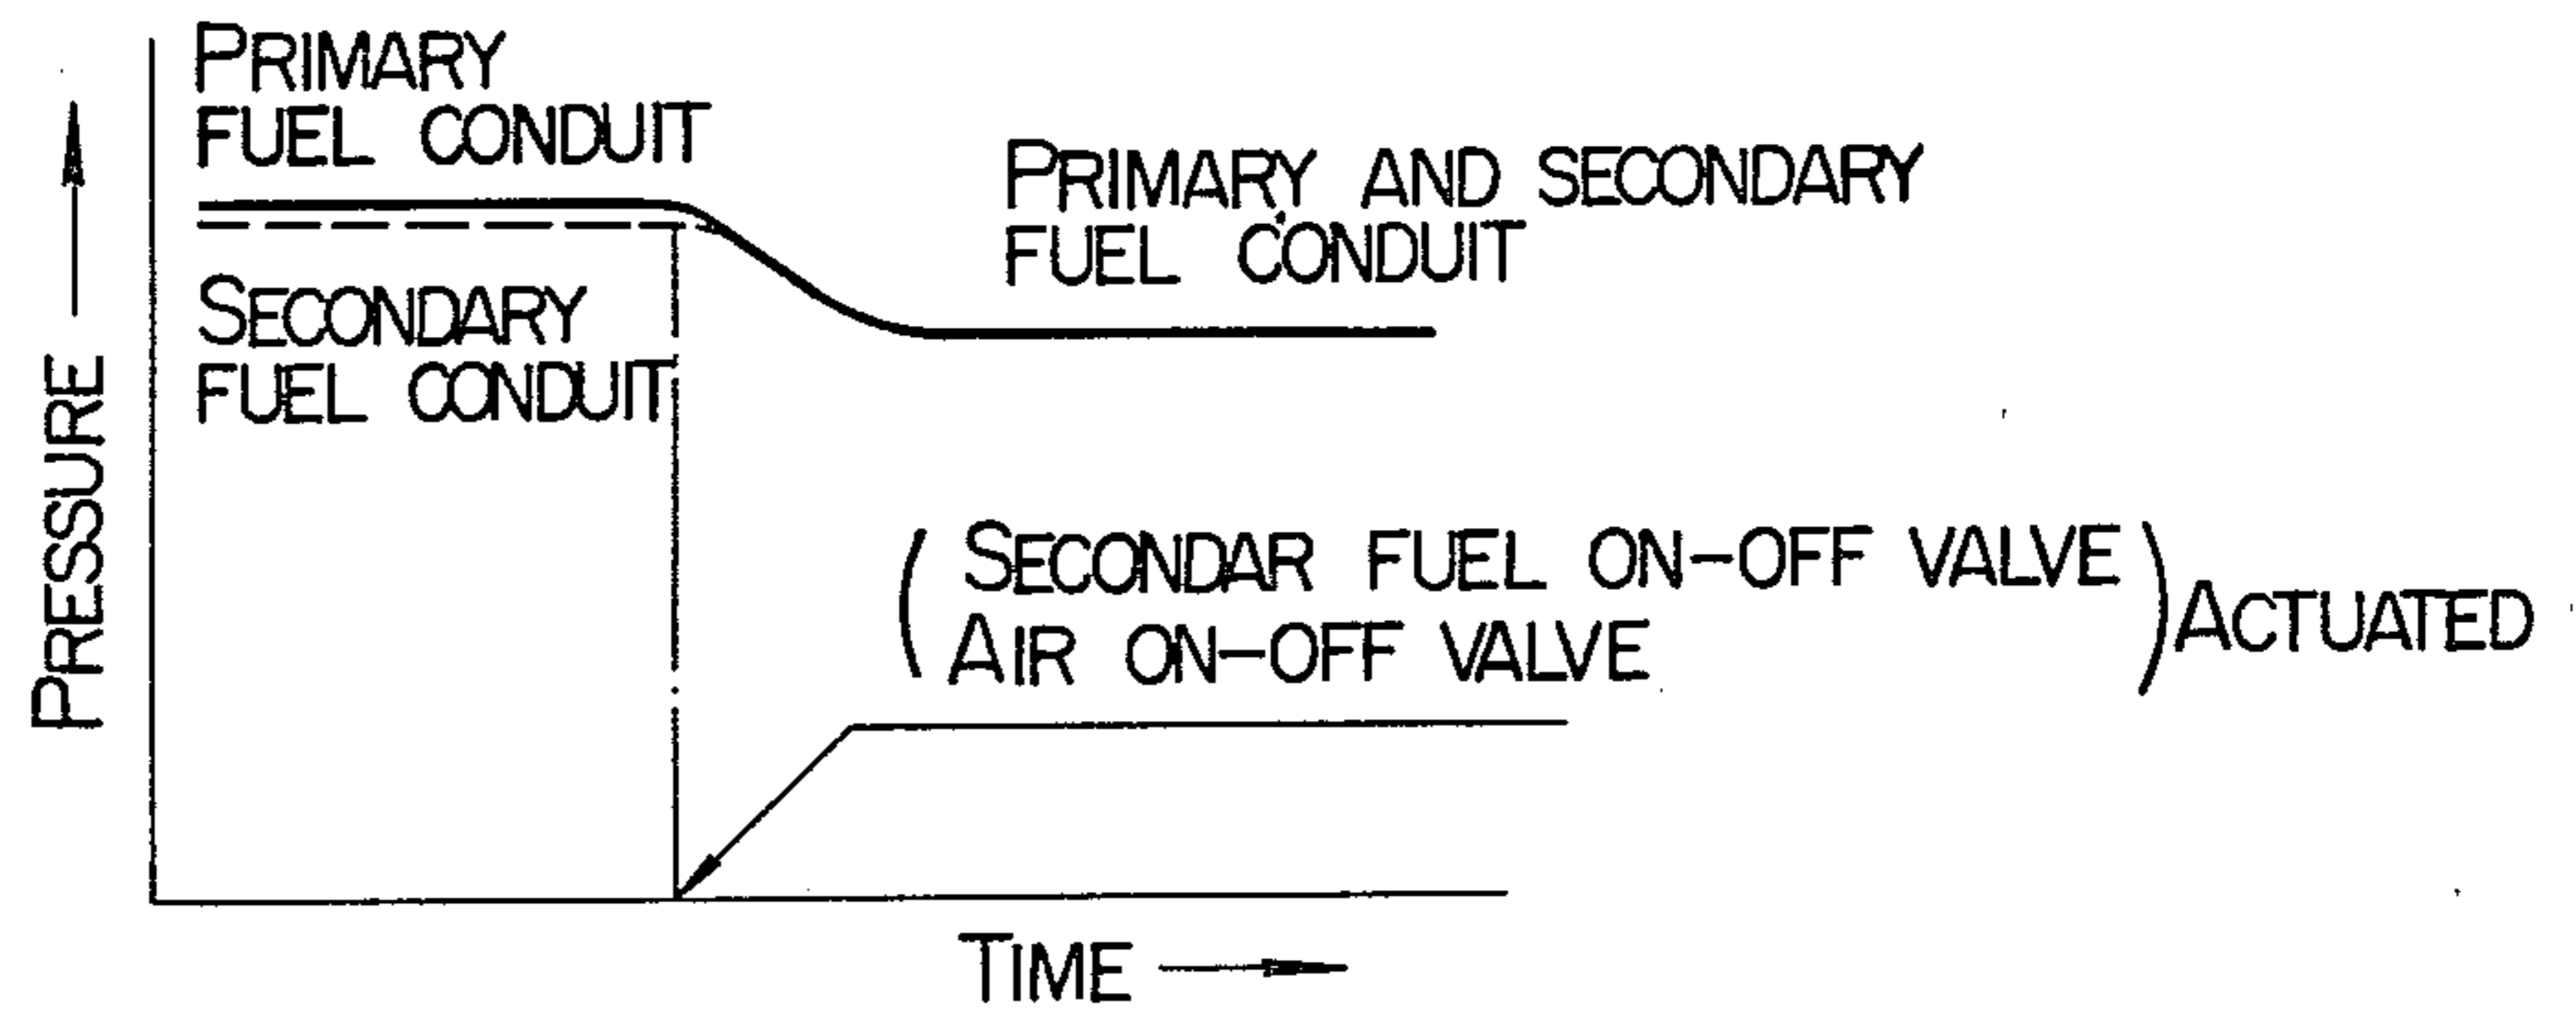 PRIMARY
FUEL CONDUIT
PRIMARY AND SECONDARY
FUEL CONDUIT
SECONDARY
FUEL CONDUIT
PRESSURE
SECONDAR FUEL ON-OFF VALVE
AIR ON-OFF VALVE
ACTUATED
TIME